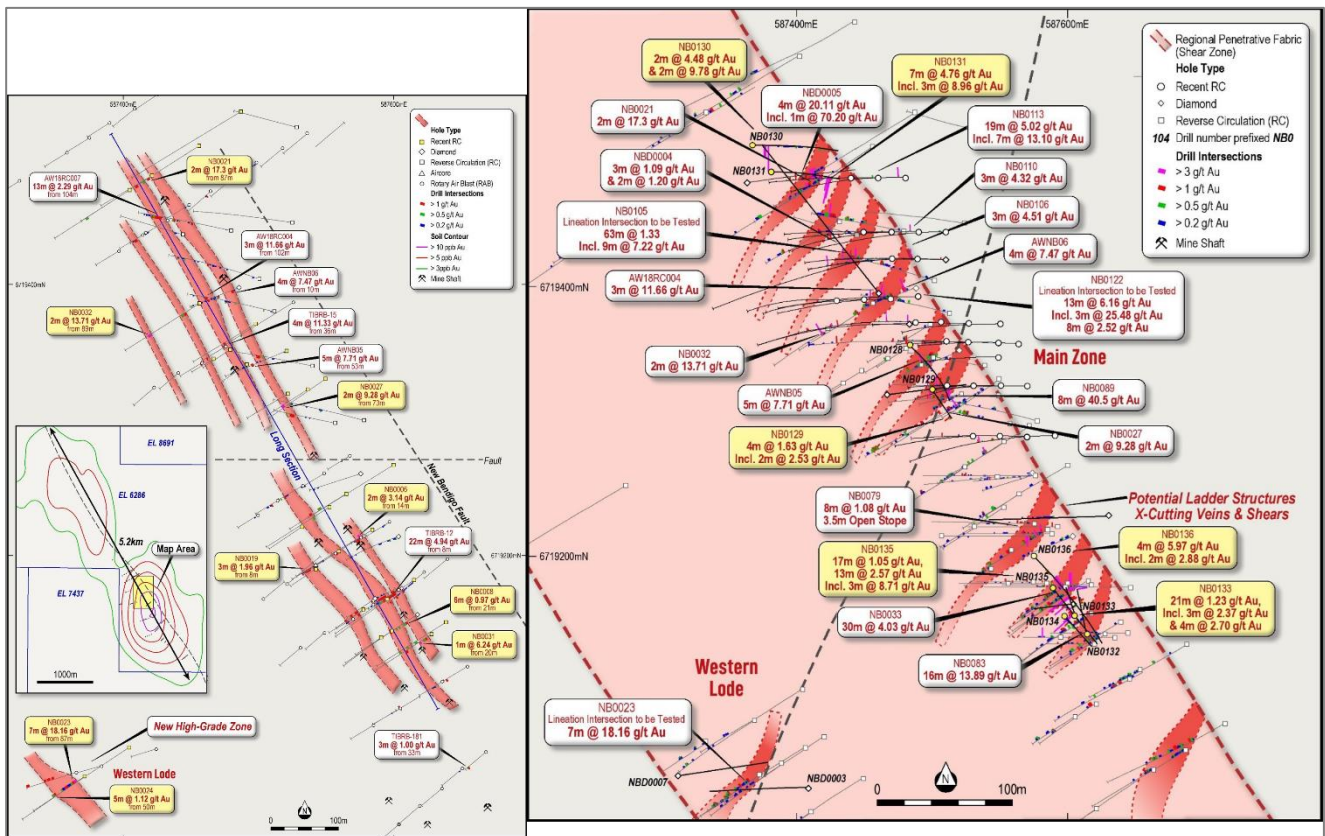 587400mE
587600mE
NB0021
2m @ 17.3 g/t Au
from 87m
AW18RC007
13m @ 2.29 g/t Au
from 104m
AW18RC004
3m @ 11.66 g/t Au
from 102m
AWNB06
4m @ 7.47 g/t Au
from 10m
6719400mN
NB0032
2m @ 13.71 g/t Au
from 89m
TIBRB-15
4m @ 11.33 g/t Au
from 36m
AWNB05
5m @ 7.71 g/t Au
from 53m
NB0027
2m @ 9.28 g/t Au
from 73m
Hole Type
Recent RC
Diamond
Reverse Circulation (RC)
Aircore
Rotary Air Blast (RAB)
Drill Intersections
> 1 g/t Au
> 0.5 g/t Au
> 0.2 g/t Au
Soil Contour
> 10 ppb Au
> 5 ppb Au
> 3ppb Au
Mine Shaft
Long Section
Fault
New Bendigo Fault
EL 8691
EL 6286
5.2km
Map Area
EL 7437
1000m
NB0006
2m @ 3.14 g/t Au
from 14m
TIBRB-12
22m @ 4.94 g/t Au
from 8m
6719200mN
NB0019
3m @ 1.96 g/t Au
from 8m
NB0008
6m @ 0.97 g/t Au
from 21m
NB0031
1m @ 6.24 g/t Au
from 20m
NB0023
7m @ 18.16 g/t Au
from 87m
New High-Grade Zone
Western Lode
NB0024
5m @ 1.12 g/t Au
from 50m
TIBRB-181
3m @ 1.00 g/t Au
from 33m
N
0
100m
587400mE
587600mE
NB0130
2m @ 4.48 g/t Au
& 2m @ 9.78 g/t Au
NB0131
7m @ 4.76 g/t Au
Incl. 3m @ 8.96 g/t Au
NBD0005
4m @ 20.11 g/t Au
Incl. 1m @ 70.20 g/t Au
NB0021
2m @ 17.3 g/t Au
NB0113
19m @ 5.02 g/t Au
Incl. 7m @ 13.10 g/t Au
NB0130
NBD0004
3m @ 1.09 g/t Au
& 2m @ 1.20 g/t Au
NB0131
NB0110
3m @ 4.32 g/t Au
NB0106
3m @ 4.51 g/t Au
NB0105
Lineation Intersection to be Tested
63m @ 1.33
Incl. 9m @ 7.22 g/t Au
AWNB06
4m @ 7.47 g/t Au
AW18RC004
3m @ 11.66 g/t Au
6719400mN
NB0122
Lineation Intersection to be Tested
13m @ 6.16 g/t Au
Incl. 3m @ 25.48 g/t Au
8m @ 2.52 g/t Au
NB0032
2m @ 13.71 g/t Au
NB0128
Main Zone
NB0129
AWNB05
5m @ 7.71 g/t Au
NB0089
8m @ 40.5 g/t Au
NB0129
4m @ 1.63 g/t Au
Incl. 2m @ 2.53 g/t Au
NB0027
2m @ 9.28 g/t Au
NB0079
8m @ 1.08 g/t Au
3.5m Open Stope
Potential Ladder Structures
X-Cutting Veins & Shears
6719200mN
NB0136
NB0136
4m @ 5.97 g/t Au
Incl. 2m @ 2.88 g/t Au
NB0135
17m @ 1.05 g/t Au,
13m @ 2.57 g/t Au
Incl. 3m @ 8.71 g/t Au
NB0135
NB0133
21m @ 1.23 g/t Au,
Incl. 3m @ 2.37 g/t Au
& 4m @ 2.70 g/t Au
NB0133
NB0033
30m @ 4.03 g/t Au
NB0134
NB0132
NB0083
16m @ 13.89 g/t Au
Western
Lode
NB0023
Lineation Intersection to be Tested
7m @ 18.16 g/t Au
NBD0007
NBD0003
N
0
100m
Regional Penetrative Fabric
(Shear Zone)
Hole Type
Recent RC
Diamond
Reverse Circulation (RC)
104 Drill number prefixed NB0
Drill Intersections
> 3 g/t Au
> 1 g/t Au
> 0.5 g/t Au
> 0.2 g/t Au
Mine Shaft